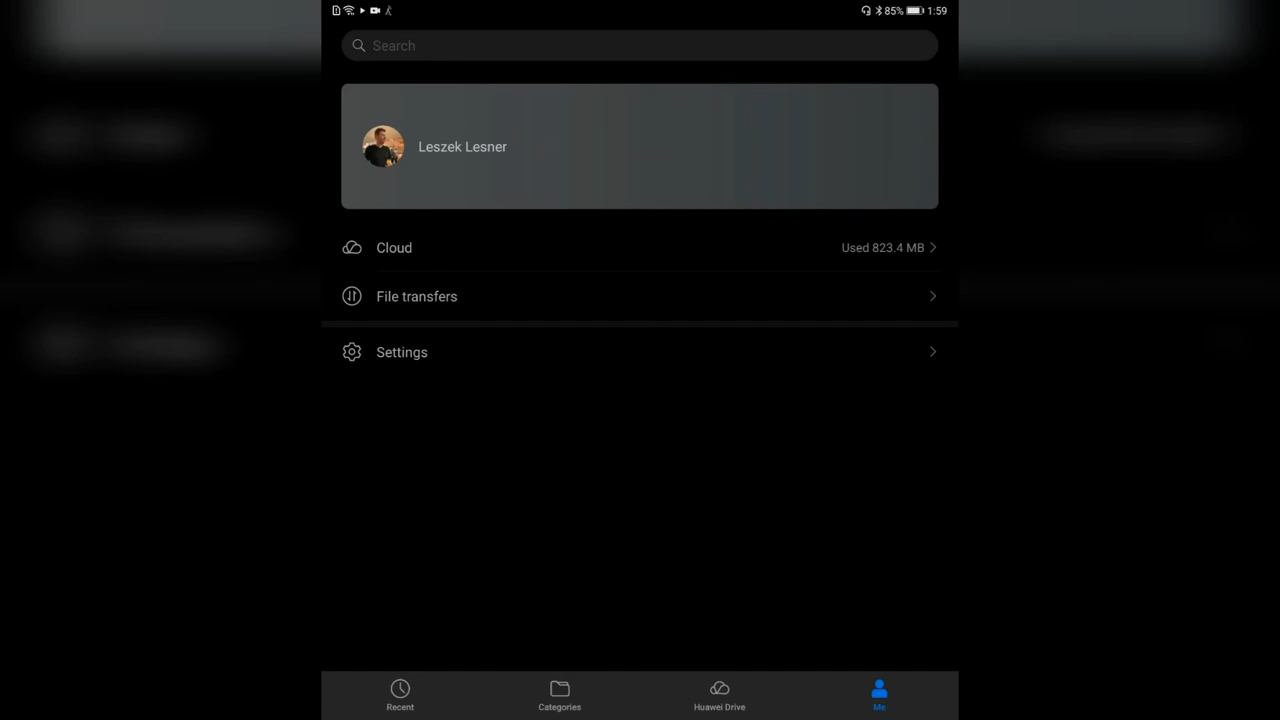 85% 1:59
Search
Leszek Lesner
Cloud
Used 823.4 MB
File transfers
Settings
Recent
Categories
Huawei Drive
Me